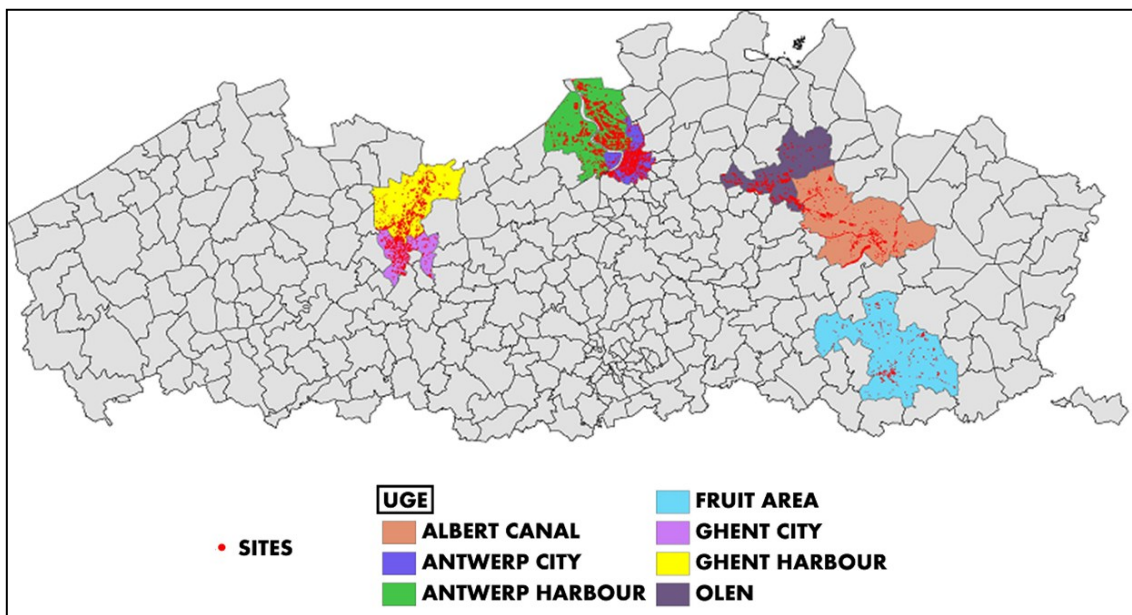 UGE
SITES
ALBERT CANAL
ANTWERP CITY
ANTWERP HARBOUR
FRUIT AREA
GHENT CITY
GHENT HARBOUR
OLEN